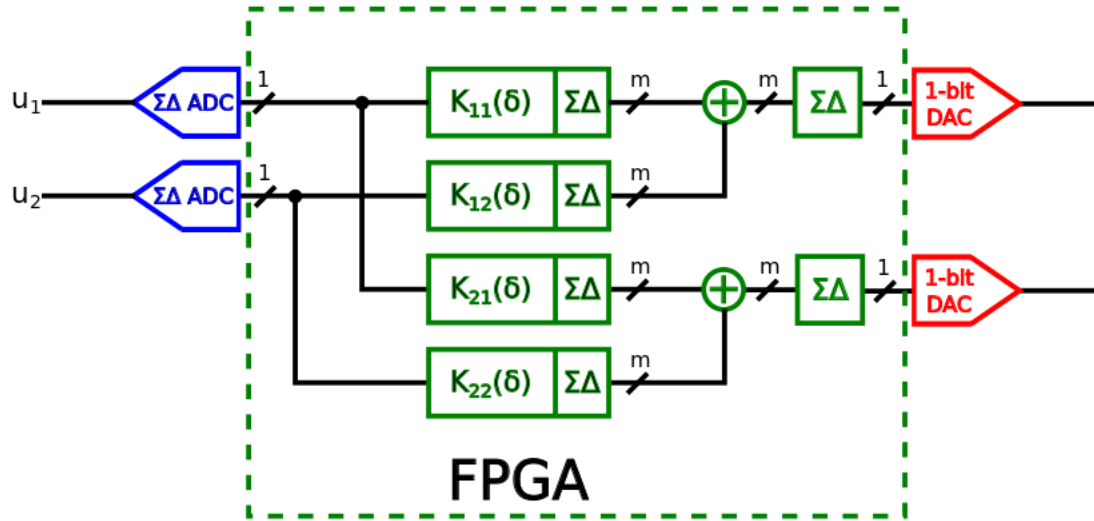 u₁ ΣΔ ADC 1 K₁₁(δ) ΣΔ m + m ΣΔ 1 1-bit DAC
u₂ ΣΔ ADC 1 K₁₂(δ) ΣΔ m
K₂₁(δ) ΣΔ m + m ΣΔ 1 1-bit DAC
K₂₂(δ) ΣΔ m
FPGA